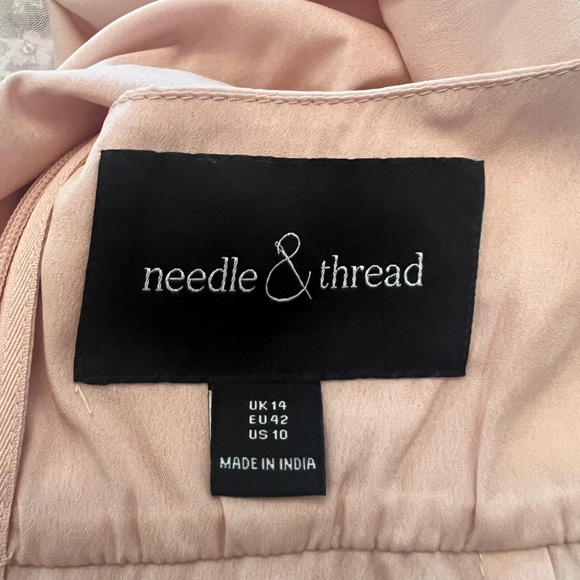 needle & thread
UK 14
EU 42
US 10
MADE IN INDIA